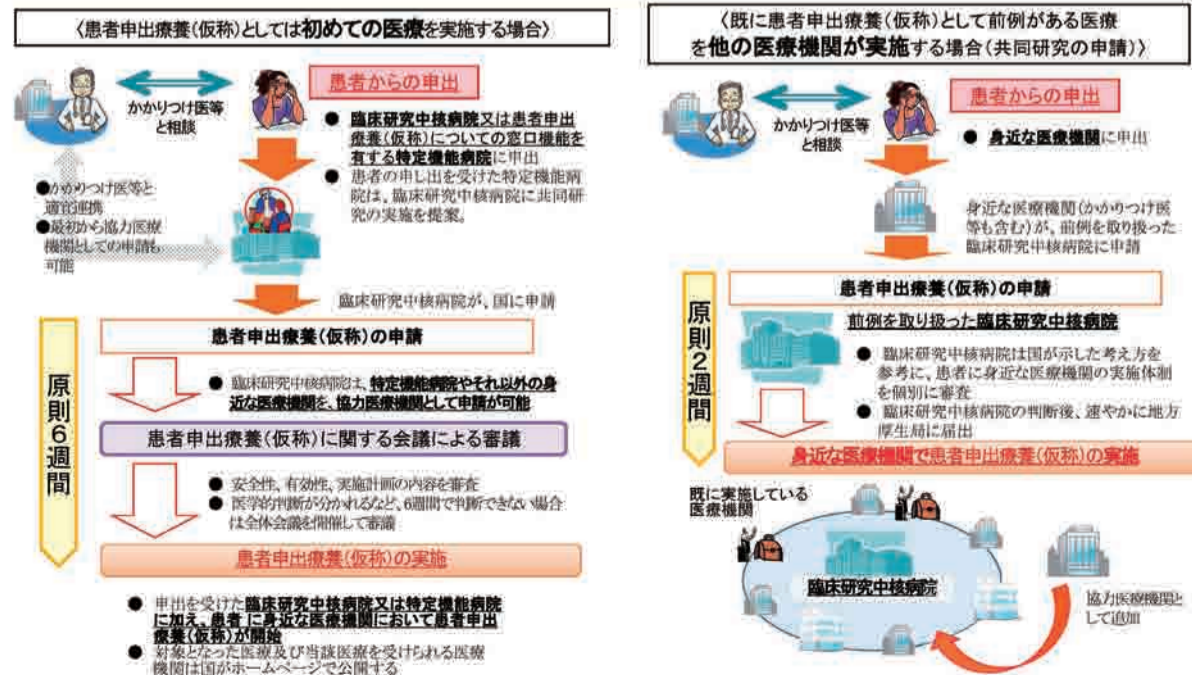 〈患者申出療養(仮称)としては初めての医療を実施する場合〉
かかりつけ医等
と相談
患者からの申出
● 臨床研究中核病院又は患者申出
療養(仮称)についての窓口機能を
有する特定機能病院に申出
● 患者の申し出を受けた特定機能病
院は、臨床研究中核病院に共同研
究の実施を提案。
●かかりつけ医等と
適宜連携
●最初から協力医療
機関としての申請も
可能
臨床研究中核病院が、国に申請
原則6週間
患者申出療養(仮称)の申請
● 臨床研究中核病院は、特定機能病院やそれ以外の身
近な医療機関を、協力医療機関として申請が可能
患者申出療養(仮称)に関する会議による審議
● 安全性、有効性、実施計画の内容を審査
● 医学的判断が分かれるなど、6週間で判断できない場合
は全体会議を開催して審議
患者申出療養(仮称)の実施
● 申出を受けた臨床研究中核病院又は特定機能病院
に加え、患者 に身近な医療機関において患者申出
療養(仮称)が開始
● 対象となった医療及び当該医療を受けられる医療
機関は国がホームページで公開する
〈既に患者申出療養(仮称)として前例がある医療
を他の医療機関が実施する場合(共同研究の申請)〉
かかりつけ医等
と相談
患者からの申出
● 身近な医療機関に申出
身近な医療機関(かかりつけ医
等も含む)が、前例を取り扱った
臨床研究中核病院に申請
原則2週間
患者申出療養(仮称)の申請
前例を取り扱った臨床研究中核病院
● 臨床研究中核病院は国が示した考え方を
参考に、患者に身近な医療機関の実施体制
を個別に審査
● 臨床研究中核病院の判断後、速やかに地方
厚生局に届出
身近な医療機関で患者申出療養(仮称)の実施
既に実施している
医療機関
臨床研究中核病院
協力医療機関と
して追加